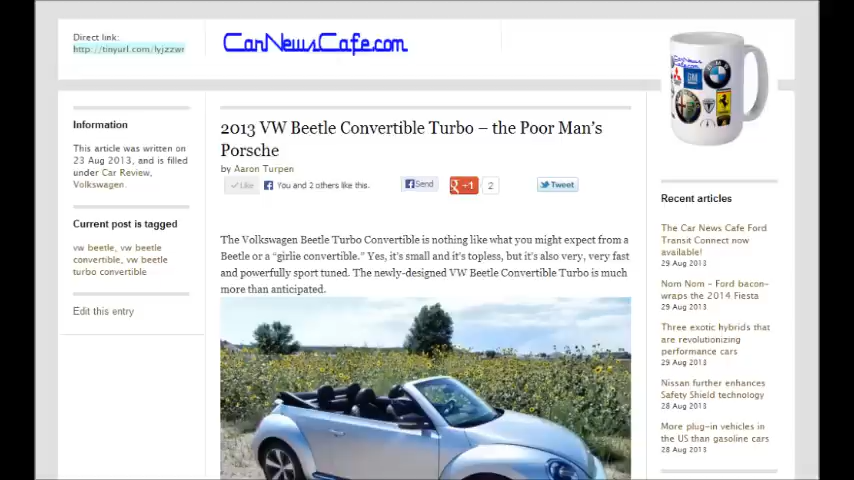 Direct link:
http://tinyurl.com/lyjzzwr
CarNewsCafe.com
Information
This article was written on
23 Aug 2013, and is filled
under Car Review,
Volkswagen.
Current post is tagged
vw beetle, vw beetle
convertible, vw beetle
turbo convertible
Edit this entry
2013 VW Beetle Convertible Turbo – the Poor Man's
Porsche
by Aaron Turpen
Like
You and 2 others like this.
Send
+1
2
Tweet
The Volkswagen Beetle Turbo Convertible is nothing like what you might expect from a
Beetle or a “girlie convertible.” Yes, it's small and it's topless, but it's also very, very fast
and powerfully sport tuned. The newly-designed VW Beetle Convertible Turbo is much
more than anticipated.
CarNewsCafe.com
BMW
GM
Recent articles
The Car News Cafe Ford
Transit Connect now
available!
29 Aug 2013
Nom Nom – Ford bacon-
wraps the 2014 Fiesta
29 Aug 2013
Three exotic hybrids that
are revolutionizing
performance cars
29 Aug 2013
Nissan further enhances
Safety Shield technology
28 Aug 2013
More plug-in vehicles in
the US than gasoline cars
28 Aug 2013